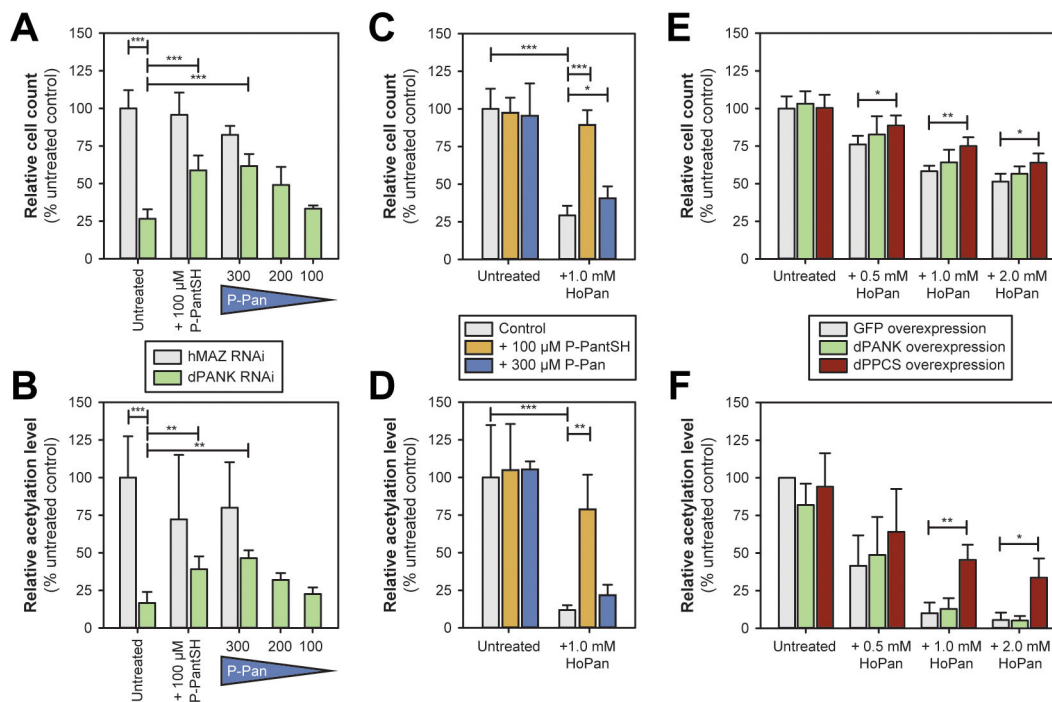 A
Relative cell count
(% untreated control)
150
125
100
75
50
25
0
***
***
***
Untreated
+ 100 µM
P-PantSH
300
200
100
P-Pan
hMAZ RNAi
dPANK RNAi
B
Relative acetylation level
(% untreated control)
150
125
100
75
50
25
0
***
**
**
Untreated
+ 100 µM
P-PantSH
300
200
100
P-Pan
C
Relative cell count
(% untreated control)
150
125
100
75
50
25
0
***
***
*
Untreated
+1.0 mM
HoPan
Control
+ 100 µM P-PantSH
+ 300 µM P-Pan
D
Relative acetylation level
(% untreated control)
150
125
100
75
50
25
0
***
**
Untreated
+1.0 mM
HoPan
E
Relative cell count
(% untreated control)
150
125
100
75
50
25
0
*
**
*
Untreated
+ 0.5 mM
HoPan
+ 1.0 mM
HoPan
+ 2.0 mM
HoPan
GFP overexpression
dPANK overexpression
dPPCS overexpression
F
Relative acetylation level
(% untreated control)
150
125
100
75
50
25
0
**
*
Untreated
+ 0.5 mM
HoPan
+ 1.0 mM
HoPan
+ 2.0 mM
HoPan